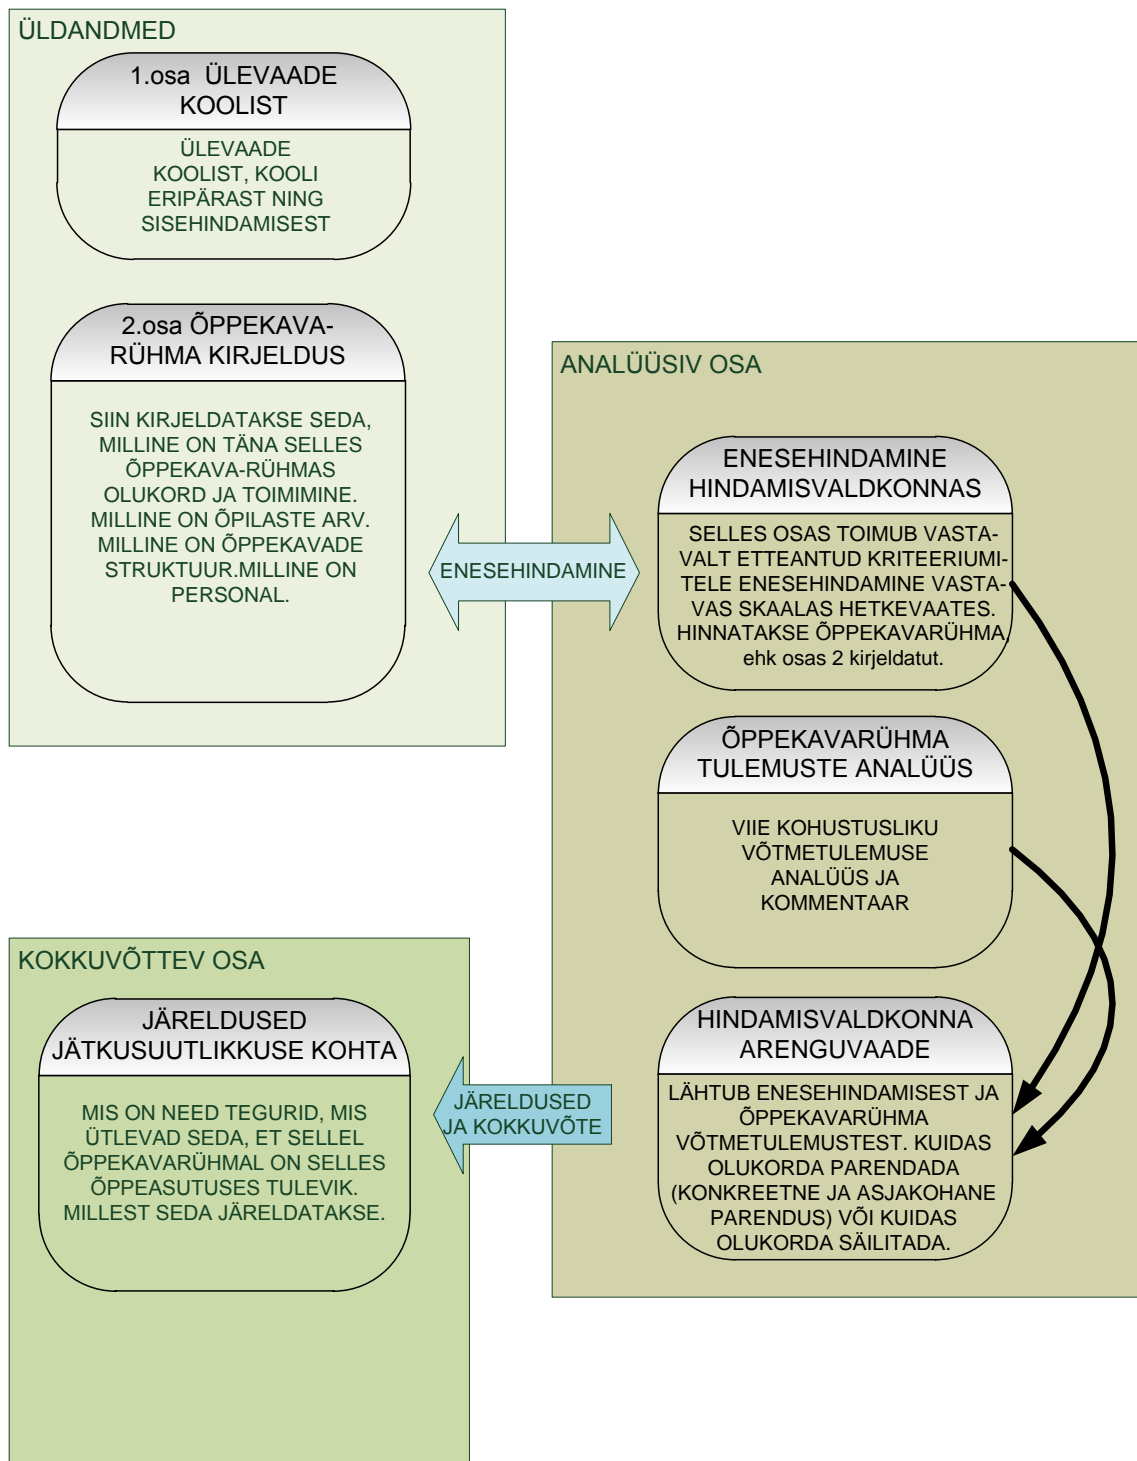 ÜLDANDMED
1.osa ÜLEVAADE
KOOLIST
ÜLEVAADE
KOOLIST, KOOLI
ERIPÄRAST NING
SISEHINDAMISEST
2.osa ÕPPEKAVA-
RÜHMA KIRJELDUS
SIIN KIRJELDATAKSE SEDA,
MILLINE ON TÄNA SELLES
ÕPPEKAVA-RÜHMAS
OLUKORD JA TOIMIMINE.
MILLINE ON ÕPILASTE ARV.
MILLINE ON ÕPPEKAVADE
STRUKTUUR.MILLINE ON
PERSONAL.
ENESEHINDAMINE
ANALÜÜSIV OSA
ENESEHINDAMINE
HINDAMISVALDKONNAS
SELLES OSAS TOIMUB VASTA-
VALT ETTEANTUD KRITEERIUMI-
TELE ENESEHINDAMINE VASTA-
VAS SKAALAS HETKEVAATES.
HINNATAKSE ÕPPEKAVARÜHMA,
ehk osas 2 kirjeldatut.
ÕPPEKAVARÜHMA
TULEMUSTE ANALÜÜS
VIIE KOHUSTUSLIKU
VÕTMETULEMUSE
ANALÜÜS JA
KOMMENTAAR
HINDAMISVALDKONNA
ARENGUVAADE
LÄHTUB ENESEHINDAMISEST JA
ÕPPEKAVARÜHMA
VÕTMETULEMUSTEST. KUIDAS
OLUKORDA PARENDADA
(KONKREETNE JA ASJAKOHANE
PARENDUS) VÕI KUIDAS
OLUKORDA SÄILITADA.
JÄRELDUSED
JA KOKKUVÕTE
KOKKUVÕTTEV OSA
JÄRELDUSED
JÄTKUSUUTLIKKUSE KOHTA
MIS ON NEED TEGURID, MIS
ÜTLEVAD SEDA, ET SELLEL
ÕPPEKAVARÜHMAL ON SELLES
ÕPPEASUTUSES TULEVIK.
MILLEST SEDA JÄRELDATAKSE.